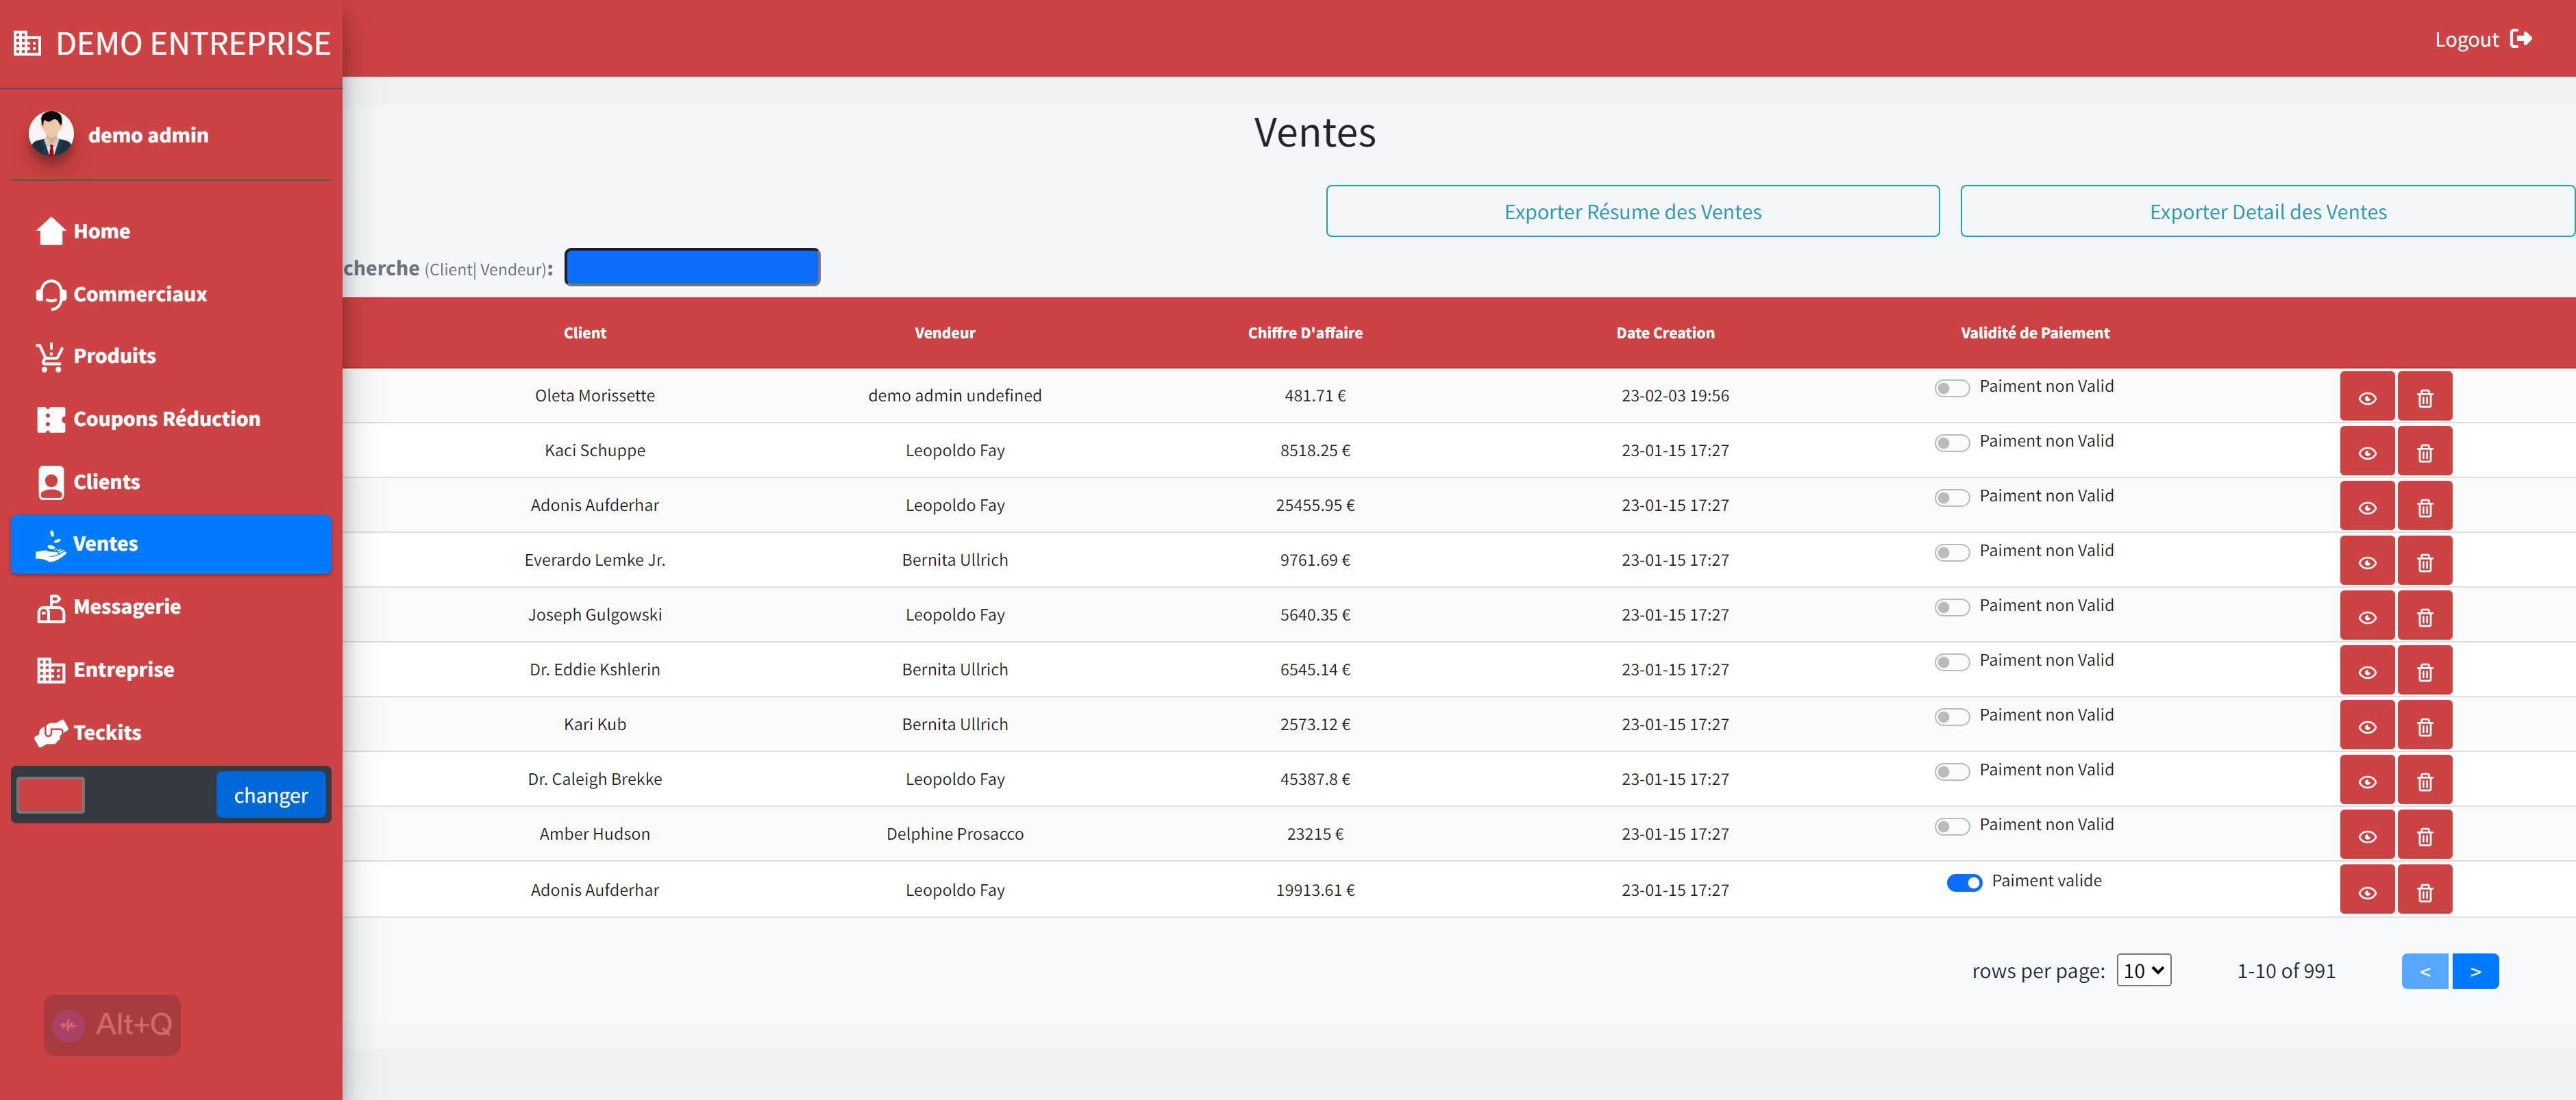 DEMO ENTREPRISE
Logout
demo admin
Home
Commerciaux
Produits
Coupons Réduction
Clients
Ventes
Messagerie
Entreprise
Teckits
changer
Alt+Q
Ventes
Exporter Résume des Ventes Exporter Detail des Ventes
cherche (Client| Vendeur):
Client Vendeur Chiffre D'affaire Date Creation Validité de Paiement
Oleta Morissette demo admin undefined 481.71 € 23-02-03 19:56 Paiment non Valid
Kaci Schuppe Leopoldo Fay 8518.25 € 23-01-15 17:27 Paiment non Valid
Adonis Aufderhar Leopoldo Fay 25455.95 € 23-01-15 17:27 Paiment non Valid
Everardo Lemke Jr. Bernita Ullrich 9761.69 € 23-01-15 17:27 Paiment non Valid
Joseph Gulgowski Leopoldo Fay 5640.35 € 23-01-15 17:27 Paiment non Valid
Dr. Eddie Kshlerin Bernita Ullrich 6545.14 € 23-01-15 17:27 Paiment non Valid
Kari Kub Bernita Ullrich 2573.12 € 23-01-15 17:27 Paiment non Valid
Dr. Caleigh Brekke Leopoldo Fay 45387.8 € 23-01-15 17:27 Paiment non Valid
Amber Hudson Delphine Prosacco 23215 € 23-01-15 17:27 Paiment non Valid
Adonis Aufderhar Leopoldo Fay 19913.61 € 23-01-15 17:27 Paiment valide
rows per page: 10 1-10 of 991 < >